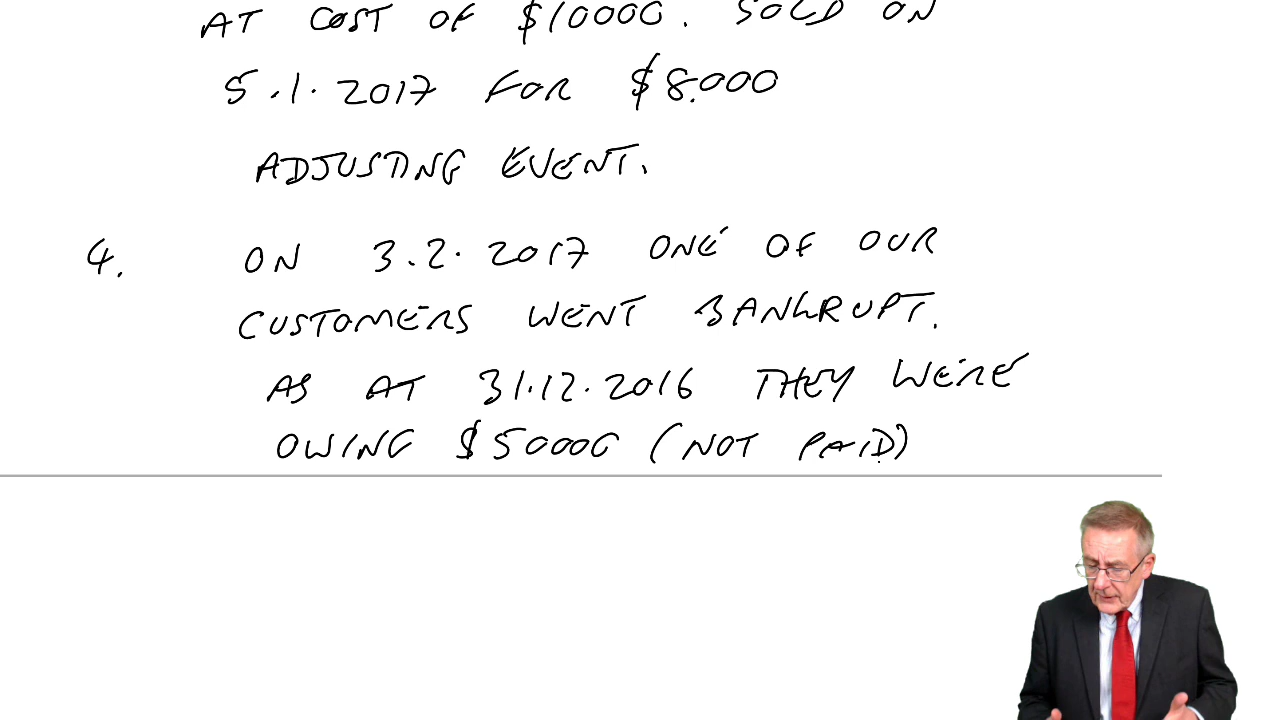 AT COST OF $10000. SOLD ON
5.1.2017 FOR $8.000
ADJUSTING EVENT.
4. ON 3.2.2017 ONE OF OUR
CUSTOMERS WENT BANKRUPT.
AS AT 31.12.2016 THEY WERE
OWING $50000 (NOT PAID)